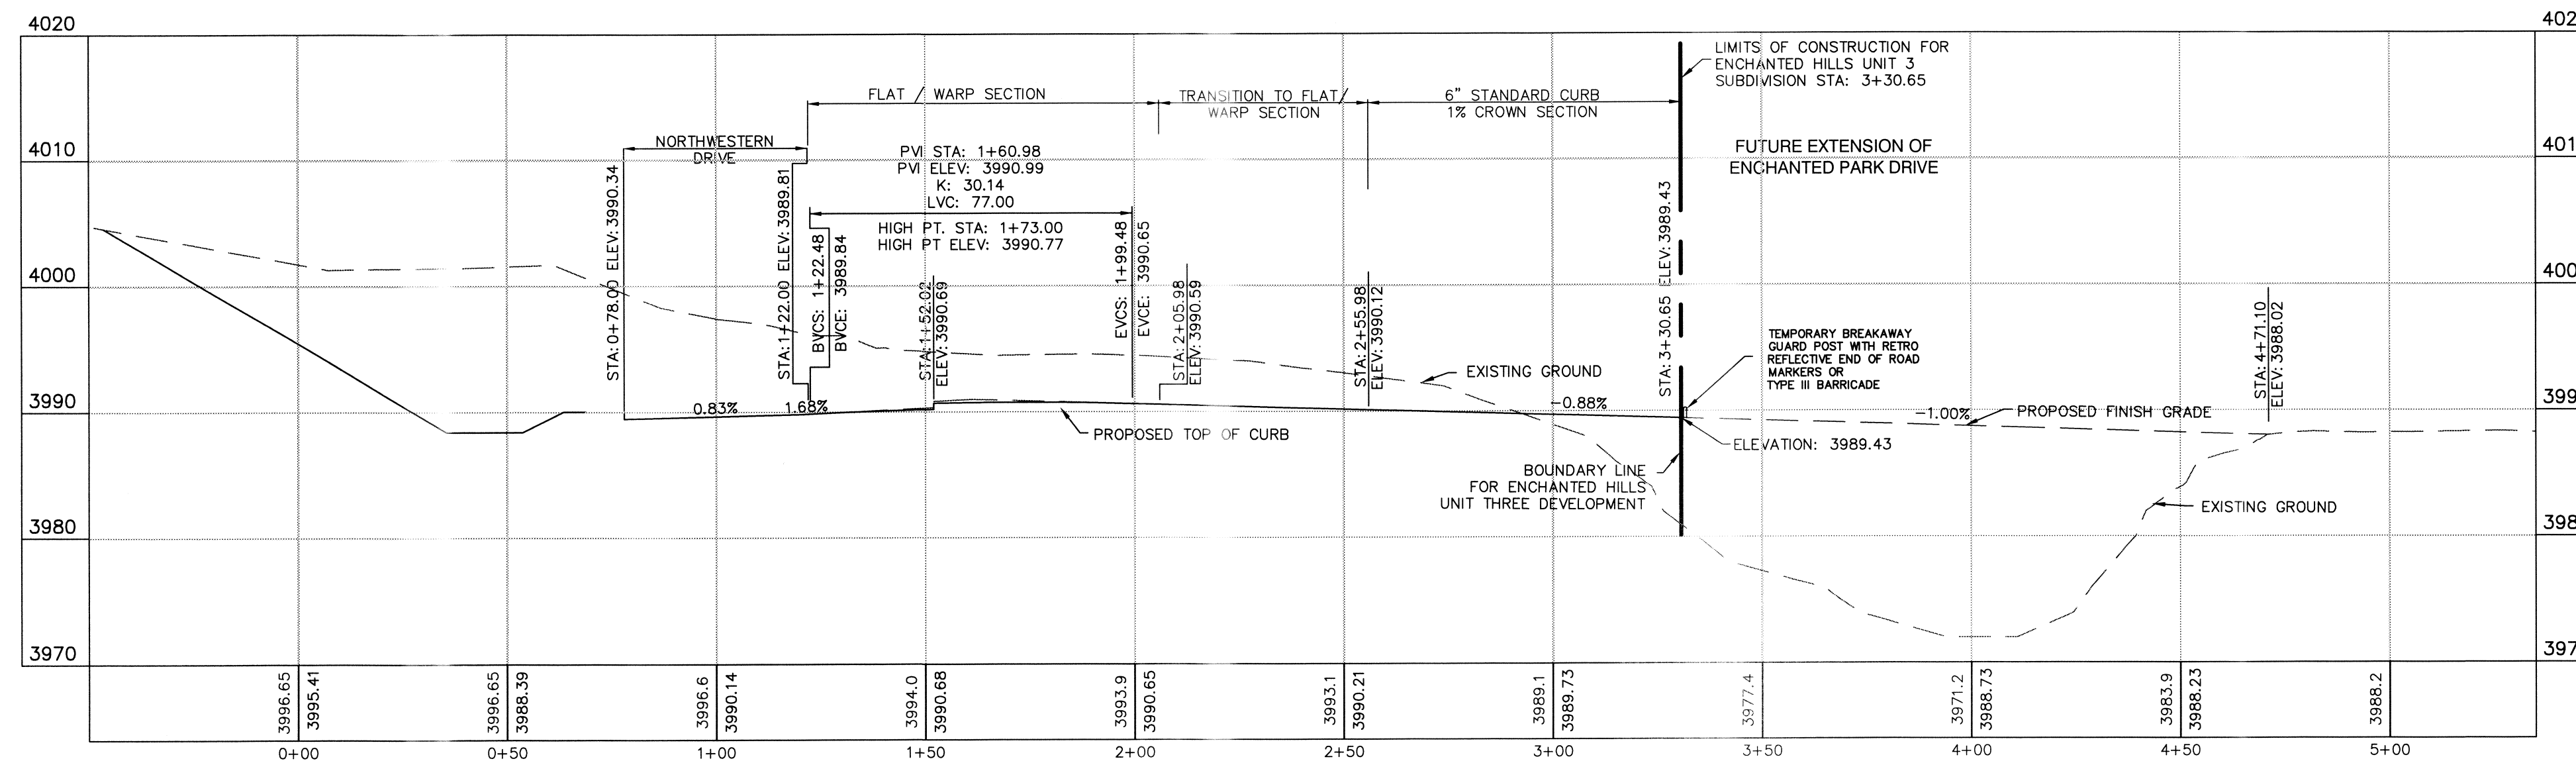 4020
402
LIMITS OF CONSTRUCTION FOR
ENCHANTED HILLS UNIT 3
SUBDIVISION STA: 3+30.65
FLAT / WARP SECTION
TRANSITION TO FLAT/
WARP SECTION
6" STANDARD CURB
1% CROWN SECTION
NORTHWESTERN
DRIVE
4010
401
FUTURE EXTENSION OF
ENCHANTED PARK DRIVE
PVI STA: 1+60.98
PVI ELEV: 3990.99
K: 30.14
LVC: 77.00
HIGH PT. STA: 1+73.00
HIGH PT ELEV: 3990.77
STA: 0+78.00 ELEV: 3990.34
STA: 1+22.00 ELEV: 3989.81
BVCS: 1+22.48
BVCE: 3989.84
STA: 1+52.02
ELEV: 3990.69
EVCS: 1+99.48
EVCE: 3990.65
STA: 2+05.98
ELEV: 3990.59
STA: 2+55.98
ELEV: 3990.12
STA: 3+30.65 ELEV: 3989.43
STA: 4+71.10
ELEV: 3988.02
4000
400
TEMPORARY BREAKAWAY
GUARD POST WITH RETRO
REFLECTIVE END OF ROAD
MARKERS OR
TYPE III BARRICADE
EXISTING GROUND
3990
399
0.83%
1.68%
-0.88%
-1.00%
PROPOSED FINISH GRADE
PROPOSED TOP OF CURB
ELEVATION: 3989.43
BOUNDARY LINE
FOR ENCHANTED HILLS
UNIT THREE DEVELOPMENT
EXISTING GROUND
3980
398
3970
397
3996.65
3995.41
3996.65
3988.39
3996.6
3990.14
3994.0
3990.68
3993.9
3990.65
3993.1
3990.21
3989.1
3989.73
3977.4
3971.2
3988.73
3983.9
3988.23
3988.2
0+00
0+50
1+00
1+50
2+00
2+50
3+00
3+50
4+00
4+50
5+00